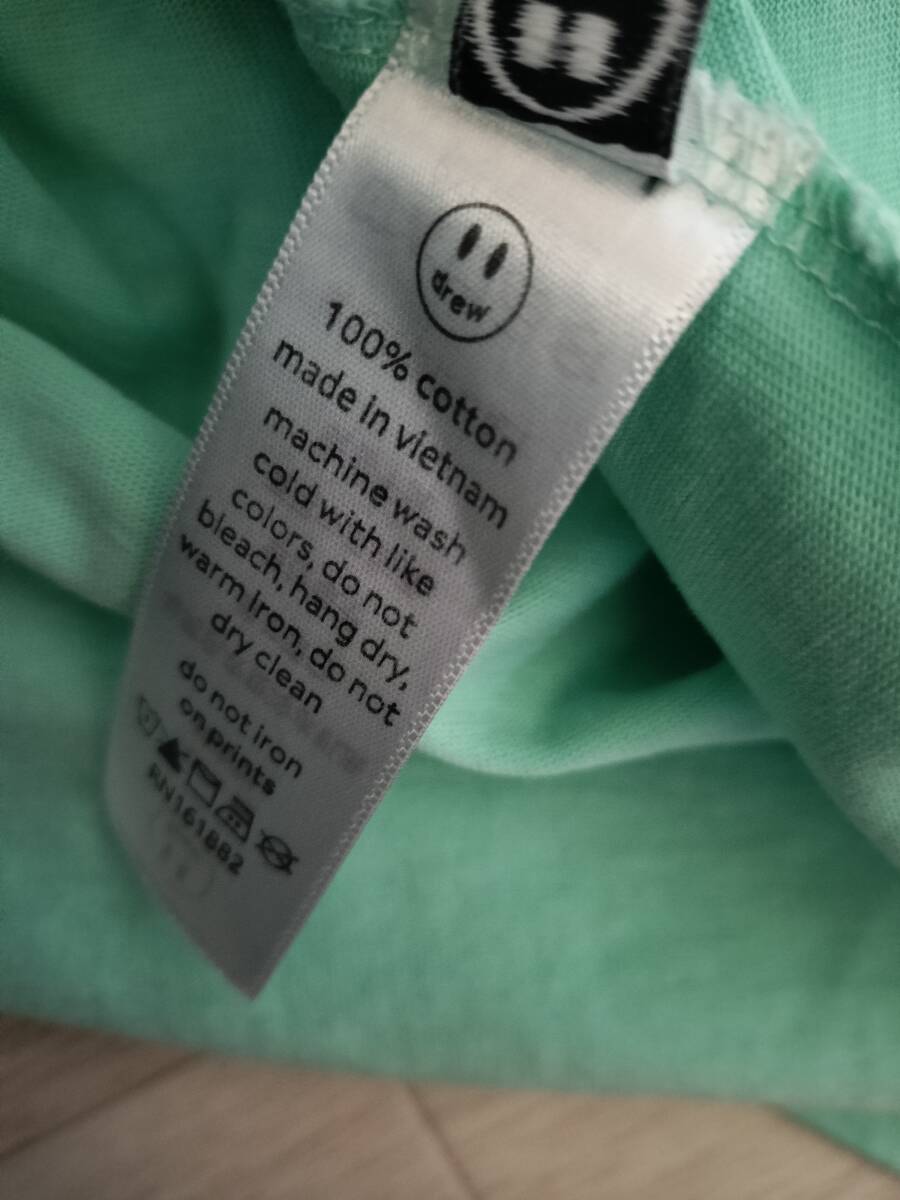 drew
100% cotton
made in vietnam
machine wash
cold with like
colors, do not
bleach, hang dry,
warm iron, do not
dry clean
do not iron
on prints
RN161882